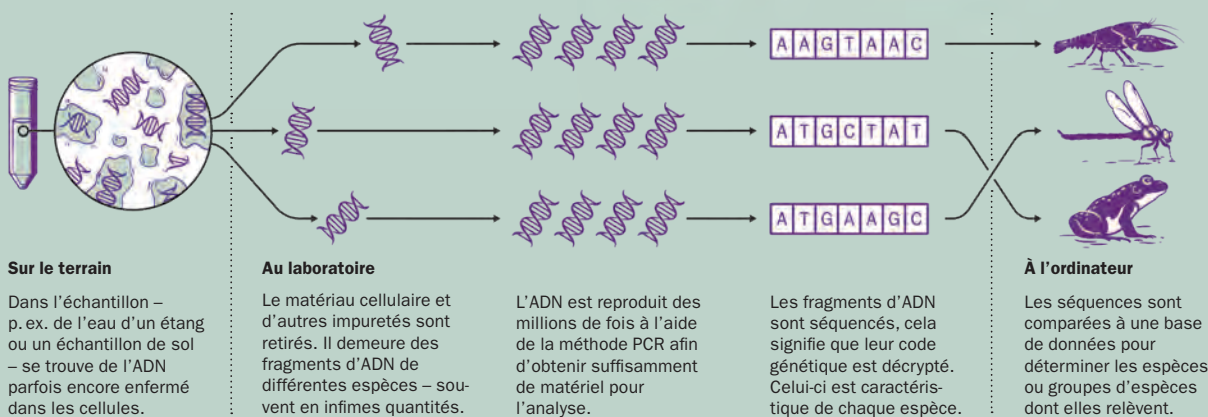 AAGTAAC
ATGCTAT
ATGAAGC
Sur le terrain
Dans l’échantillon –
p. ex. de l’eau d’un étang
ou un échantillon de sol
– se trouve de l’ADN
parfois encore enfermé
dans les cellules.
Au laboratoire
Le matériau cellulaire et
d’autres impuretés sont
retirés. Il demeure des
fragments d’ADN de
différentes espèces – sou-
vent en infimes quantités.
L’ADN est reproduit des
millions de fois à l’aide
de la méthode PCR afin
d’obtenir suffisamment
de matériel pour
l’analyse.
Les fragments d’ADN
sont séquencés, cela
signifie que leur code
génétique est décrypté.
Celui-ci est caractéris-
tique de chaque espèce.
À l’ordinateur
Les séquences sont
comparées à une base
de données pour
déterminer les espèces
ou groupes d’espèces
dont elles relèvent.